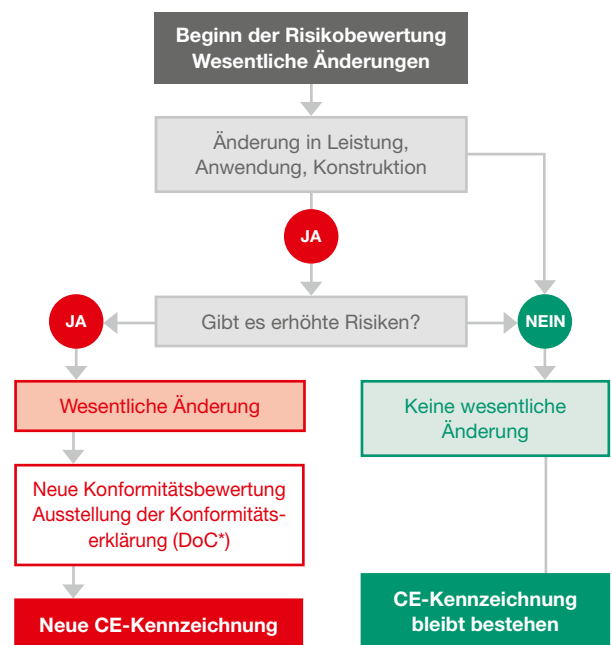 Beginn der Risikobewertung
Wesentliche Änderungen
Änderung in Leistung,
Anwendung, Konstruktion
JA
JA
Gibt es erhöhte Risiken?
NEIN
Wesentliche Änderung
Keine wesentliche
Änderung
Neue Konformitätsbewertung
Ausstellung der Konformitäts-
erklärung (DoC*)
Neue CE-Kennzeichnung
CE-Kennzeichnung
bleibt bestehen